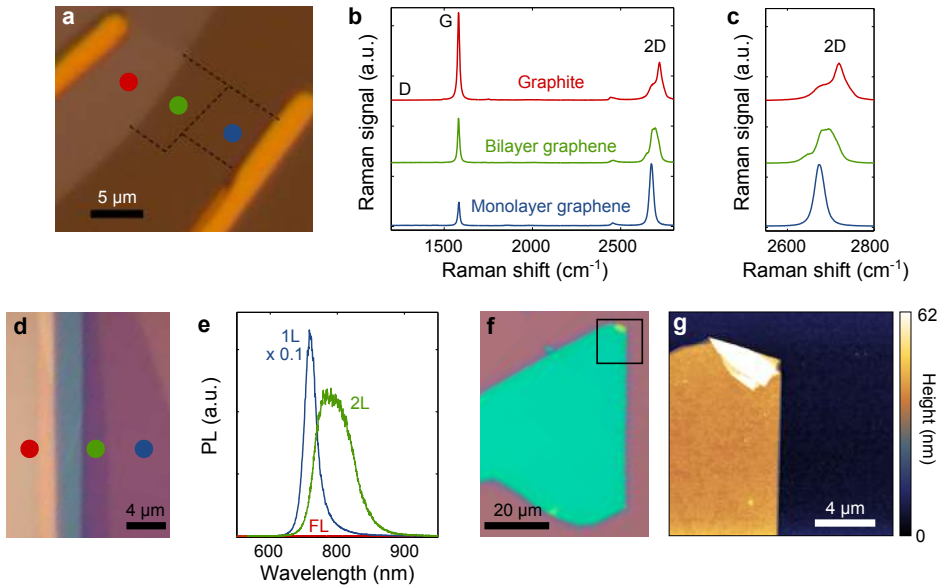 a
5 µm
b
Raman signal (a.u.)
G
D
2D
Graphite
Bilayer graphene
Monolayer graphene
1500
2000
2500
Raman shift (cm-1)
c
Raman signal (a.u.)
2D
2600
2800
Raman shift (cm-1)
d
4 µm
e
PL (a.u.)
1L
x 0.1
2L
FL
600
800
900
Wavelength (nm)
f
20 µm
g
4 µm
62
Height (nm)
0